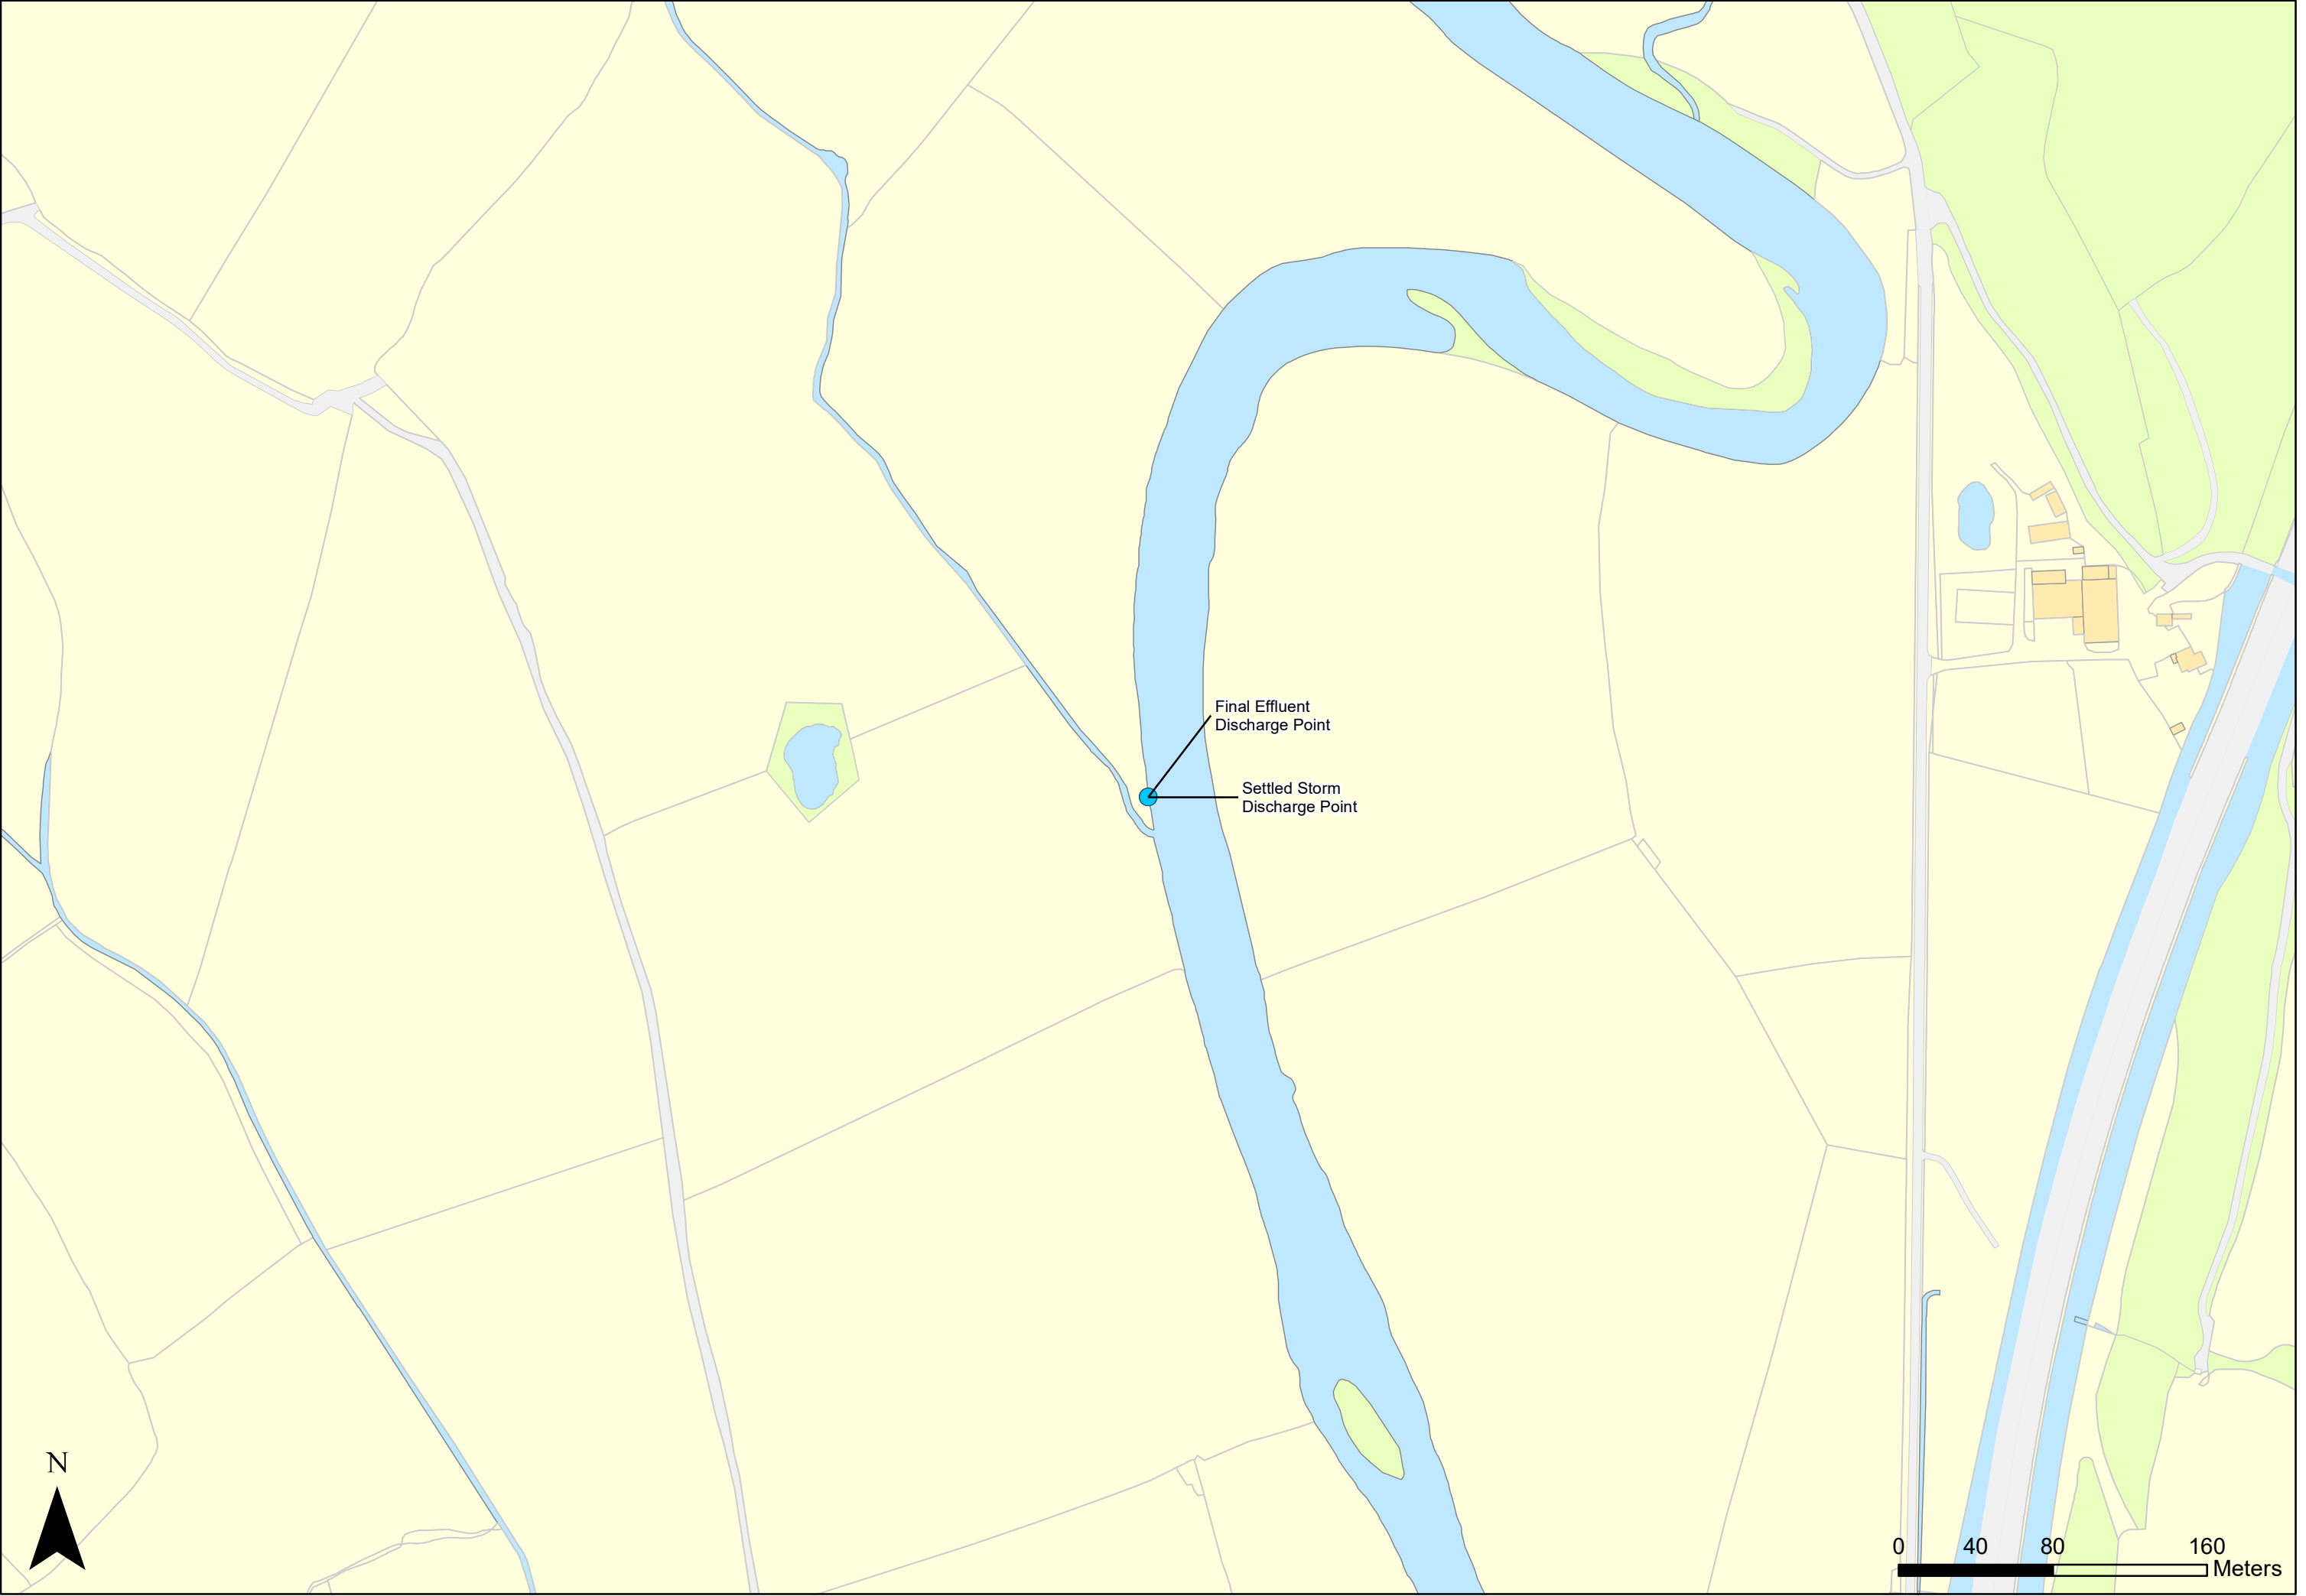 Final Effluent
Discharge Point
Settled Storm
Discharge Point
N
0 40 80 160
Meters